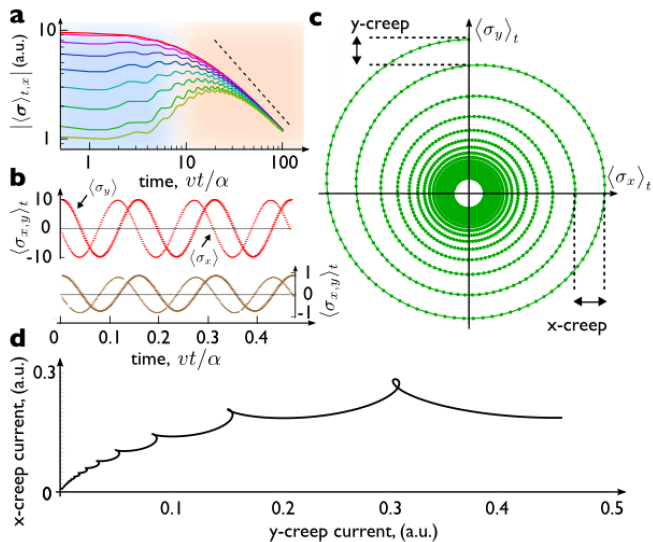 a
10
1
|⟨σ⟩t,x| (a.u.)
1
10
100
time, vt/α
b
⟨σx,y⟩t
10
0
-10
⟨σy⟩
⟨σx⟩
1
0
-1
⟨σx,y⟩t
0
0.1
0.2
0.3
0.4
time, vt/α
c
y-creep
⟨σy⟩t
⟨σx⟩t
x-creep
d
x-creep current, (a.u.)
0.3
0
0.1
0.2
0.3
0.4
0.5
y-creep current, (a.u.)